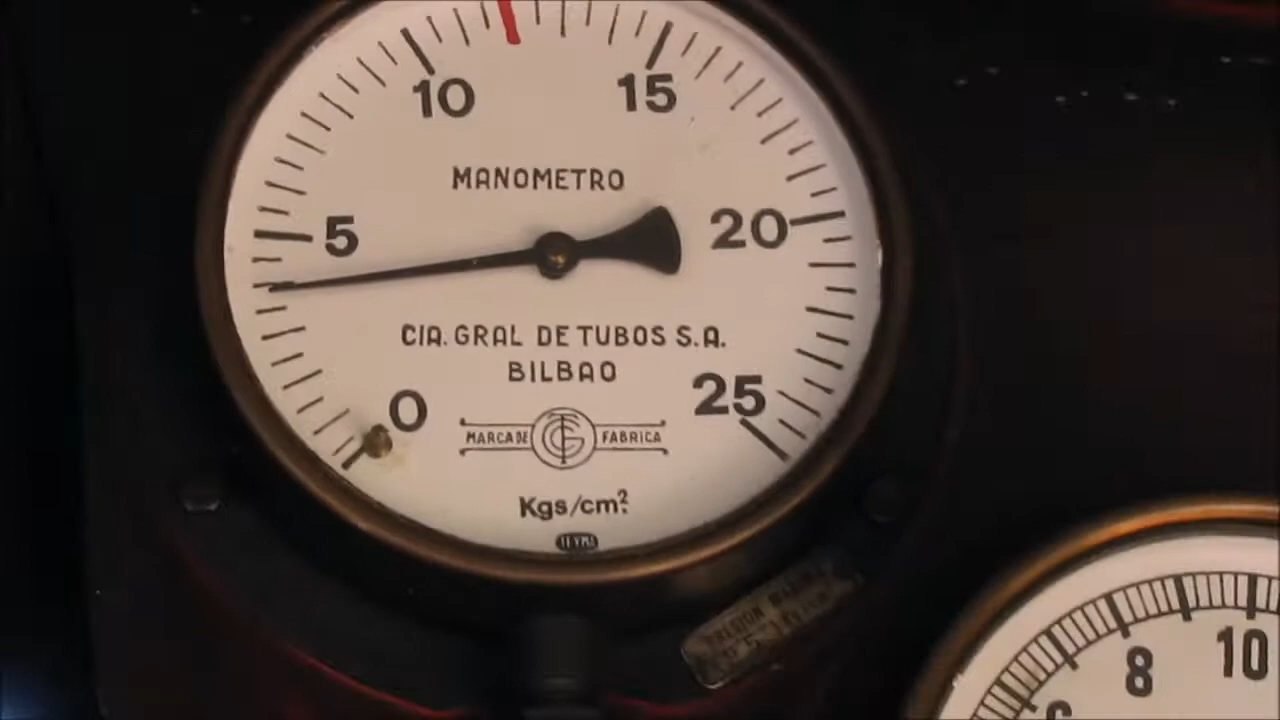 10
15
MANOMETRO
5
20
CIA. GRAL DE TUBOS S.A.
BILBAO
0
25
MARCA DE FABRICA
Kgs/cm²
8
10